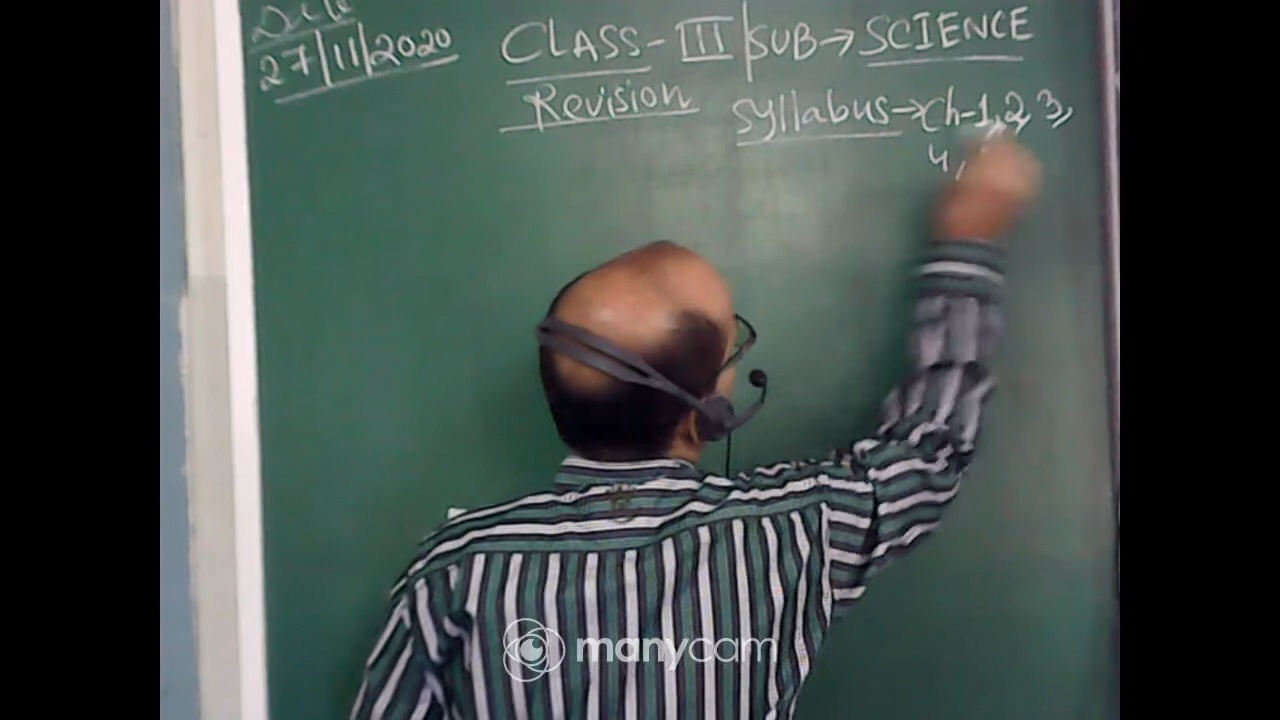 Date
27/11/2020
CLASS-III|SUB→SCIENCE
Revision
Syllabus→Ch-1,2,3,
4,
manycam